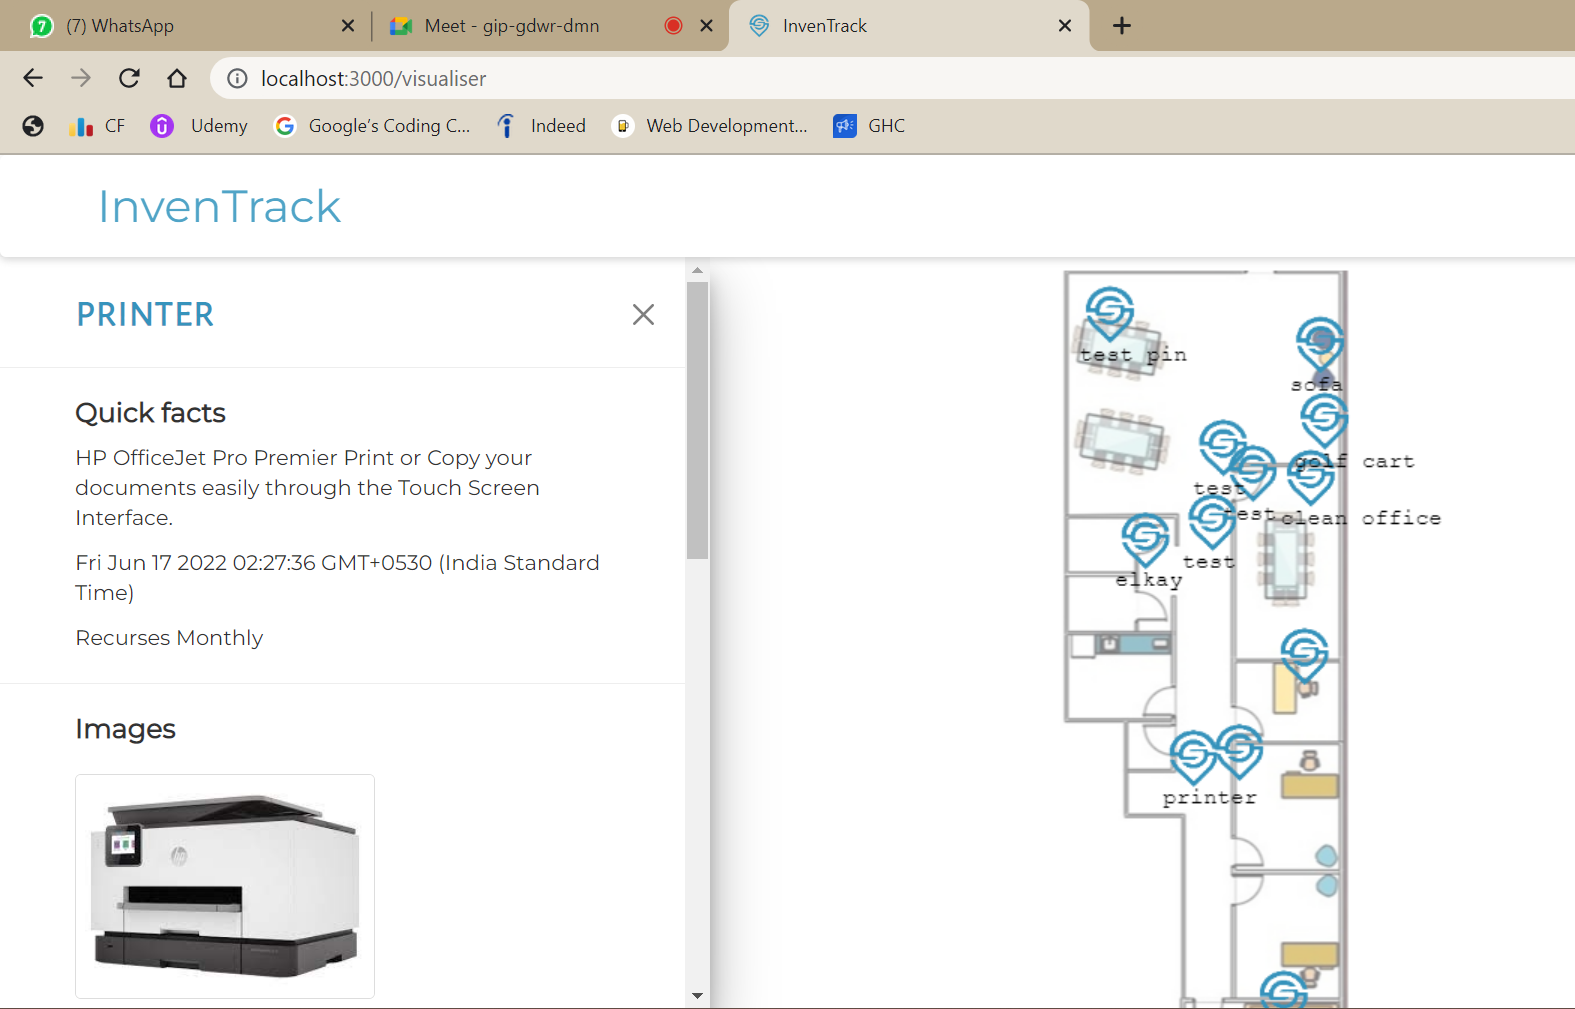 7
(7) WhatsApp
Meet - gip-gdwr-dmn
InvenTrack
localhost:3000/visualiser
CF
Udemy
Google's Coding C...
Indeed
Web Development...
GHC
InvenTrack
PRINTER
Quick facts
HP OfficeJet Pro Premier Print or Copy your
documents easily through the Touch Screen
Interface.
Fri Jun 17 2022 02:27:36 GMT+0530 (India Standard
Time)
Recurses Monthly
Images
hp
test pin
sofa
golf cart
test
test
clean office
test
elkay
printer